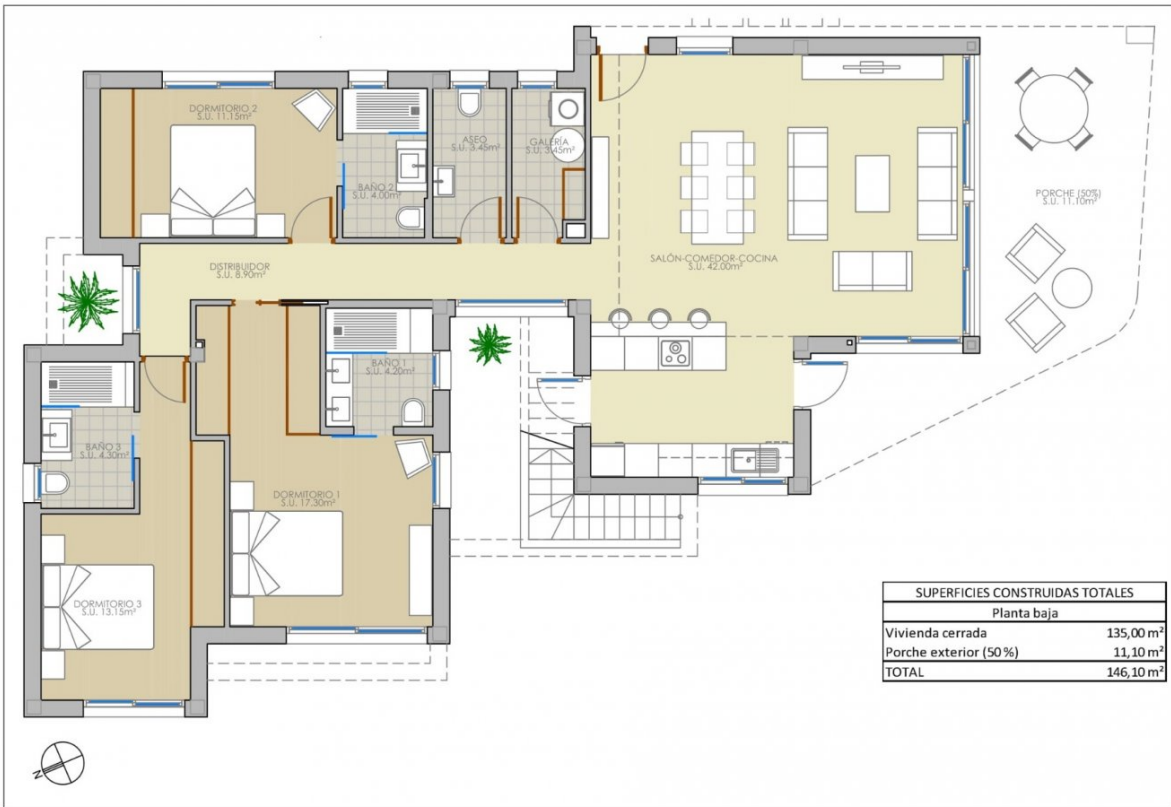 DORMITORIO 2
S.U. 11.15m²
BAÑO 2
S.U. 4.00m²
ASEO
S.U. 3.45m²
GALERÍA
S.U. 3.45m²
PORCHE (50%)
S.U. 11.10m²
SALÓN-COMEDOR-COCINA
S.U. 42.00m²
DISTRIBUIDOR
S.U. 8.90m²
BAÑO 1
S.U. 4.20m²
BAÑO 3
S.U. 4.30m²
DORMITORIO 1
S.U. 17.30m²
DORMITORIO 3
S.U. 13.15m²
SUPERFICIES CONSTRUIDAS TOTALES
Planta baja
Vivienda cerrada 135,00 m²
Porche exterior (50%) 11,10 m²
TOTAL 146,10 m²
N